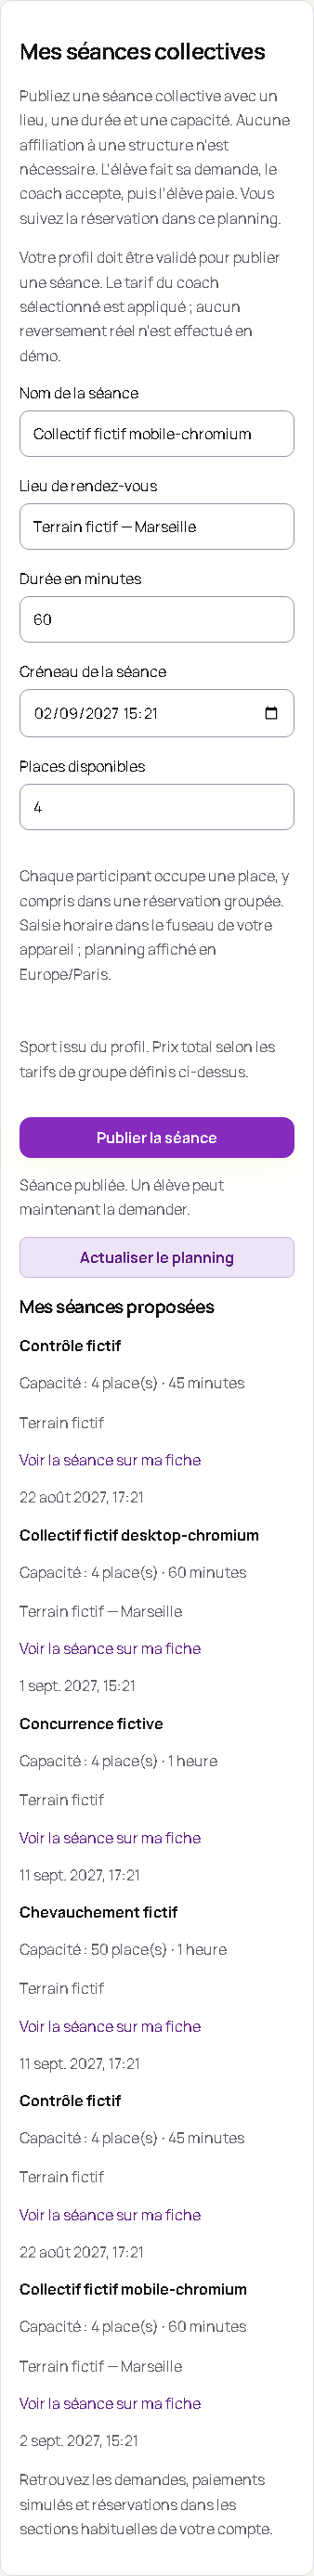 Mes séances collectives
Publiez une séance collective avec un
lieu, une durée et une capacité. Aucune
affiliation à une structure n'est
nécessaire. L'élève fait sa demande, le
coach accepte, puis l'élève paie. Vous
suivez la réservation dans ce planning.
Votre profil doit être validé pour publier
une séance. Le tarif du coach
sélectionné est appliqué ; aucun
reversement réel n'est effectué en
démo.
Nom de la séance
Collectif fictif mobile-chromium
Lieu de rendez-vous
Terrain fictif — Marseille
Durée en minutes
60
Créneau de la séance
02/09/2027 15:21
Places disponibles
4
Chaque participant occupe une place, y
compris dans une réservation groupée.
Saisie horaire dans le fuseau de votre
appareil ; planning affiché en
Europe/Paris.
Sport issu du profil. Prix total selon les
tarifs de groupe définis ci-dessus.
Publier la séance
Séance publiée. Un élève peut
maintenant la demander.
Actualiser le planning
Mes séances proposées
Contrôle fictif
Capacité : 4 place(s) · 45 minutes
Terrain fictif
Voir la séance sur ma fiche
22 août 2027, 17:21
Collectif fictif desktop-chromium
Capacité : 4 place(s) · 60 minutes
Terrain fictif — Marseille
Voir la séance sur ma fiche
1 sept. 2027, 15:21
Concurrence fictive
Capacité : 4 place(s) · 1 heure
Terrain fictif
Voir la séance sur ma fiche
11 sept. 2027, 17:21
Chevauchement fictif
Capacité : 50 place(s) · 1 heure
Terrain fictif
Voir la séance sur ma fiche
11 sept. 2027, 17:21
Contrôle fictif
Capacité : 4 place(s) · 45 minutes
Terrain fictif
Voir la séance sur ma fiche
22 août 2027, 17:21
Collectif fictif mobile-chromium
Capacité : 4 place(s) · 60 minutes
Terrain fictif — Marseille
Voir la séance sur ma fiche
2 sept. 2027, 15:21
Retrouvez les demandes, paiements
simulés et réservations dans les
sections habituelles de votre compte.